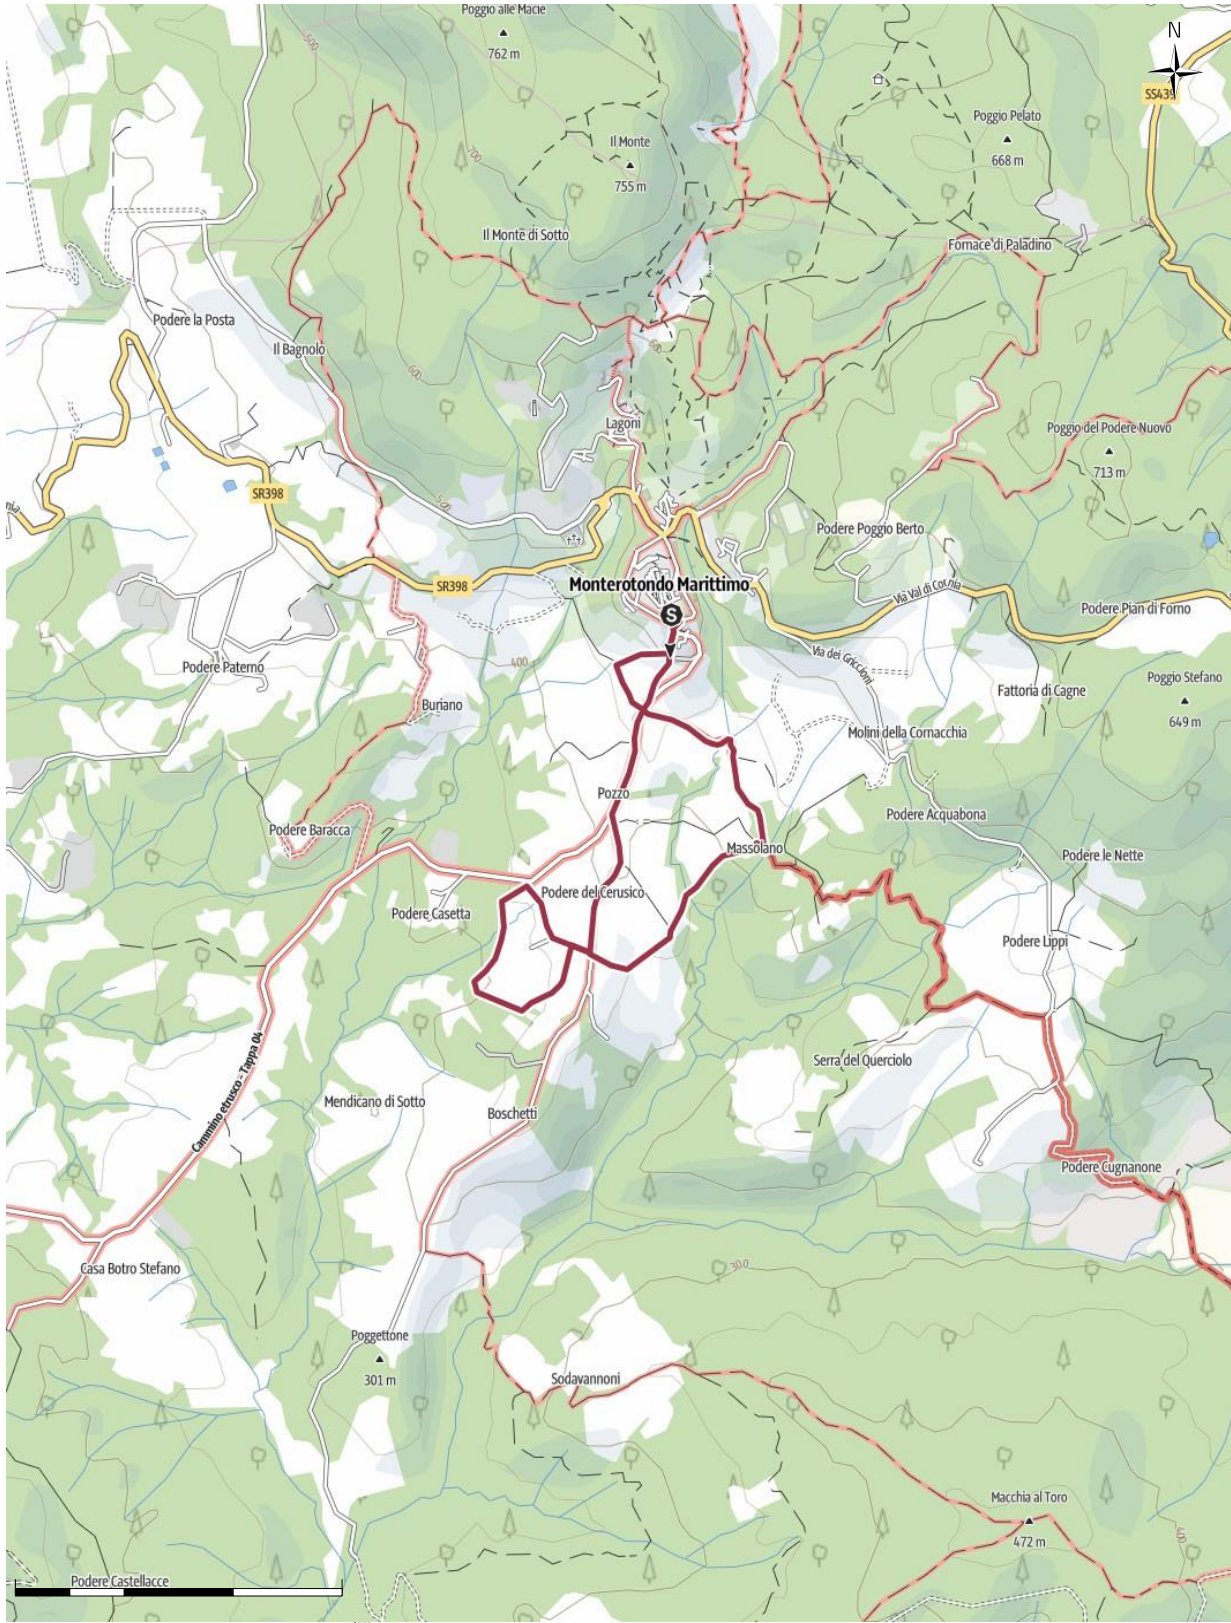 Poggio alle Macie
762 m
N
SS439
Poggio Pelato
668 m
Il Monte
755 m
500
700
Il Monte di Sotto
Fornace di Paladino
Podere la Posta
Il Bagnolo
600
600
Lagoni
Poggio del Podere Nuovo
713 m
SR398
500
Podere Poggio Berto
SR398
Monterotondo Marittimo
S
Via Val di Cornia
Podere Pian di Forno
Via dei Griccioni
Podere Paterno
400
Fattoria di Cagne
Poggio Stefano
649 m
Buriano
Molini della Cornacchia
Pozzo
Podere Acquabona
Podere Baracca
Massolano
Podere le Nette
Podere del Cerusico
Podere Casetta
Podere Lippi
Cammino etrusco - Tappa 04
Serra del Querciolo
Mendicano di Sotto
Boschetti
Podere Cugnanone
Casa Botro Stefano
300
Poggettone
301 m
Sodavannoni
Macchia al Toro
472 m
400
Podere Castellacce